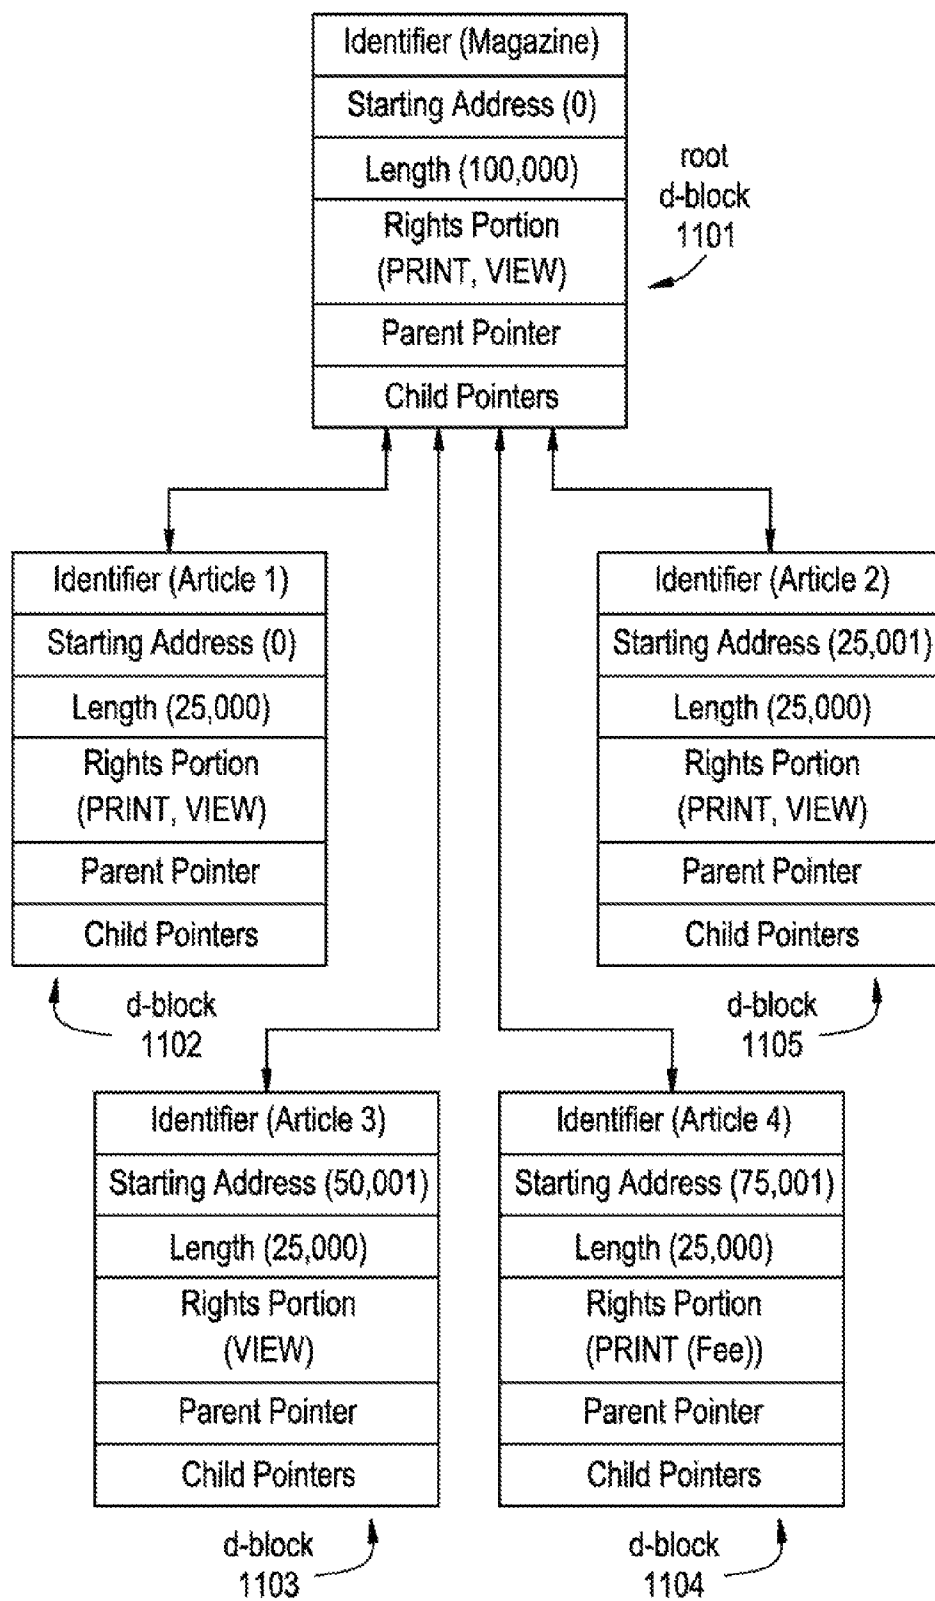 Identifier (Magazine)
Starting Address (0)
Length (100,000)
Rights Portion
(PRINT, VIEW)
Parent Pointer
Child Pointers
root
d-block
1101
Identifier (Article 1)
Starting Address (0)
Length (25,000)
Rights Portion
(PRINT, VIEW)
Parent Pointer
Child Pointers
d-block
1102
Identifier (Article 2)
Starting Address (25,001)
Length (25,000)
Rights Portion
(PRINT, VIEW)
Parent Pointer
Child Pointers
d-block
1105
Identifier (Article 3)
Starting Address (50,001)
Length (25,000)
Rights Portion
(VIEW)
Parent Pointer
Child Pointers
d-block
1103
Identifier (Article 4)
Starting Address (75,001)
Length (25,000)
Rights Portion
(PRINT (Fee))
Parent Pointer
Child Pointers
d-block
1104